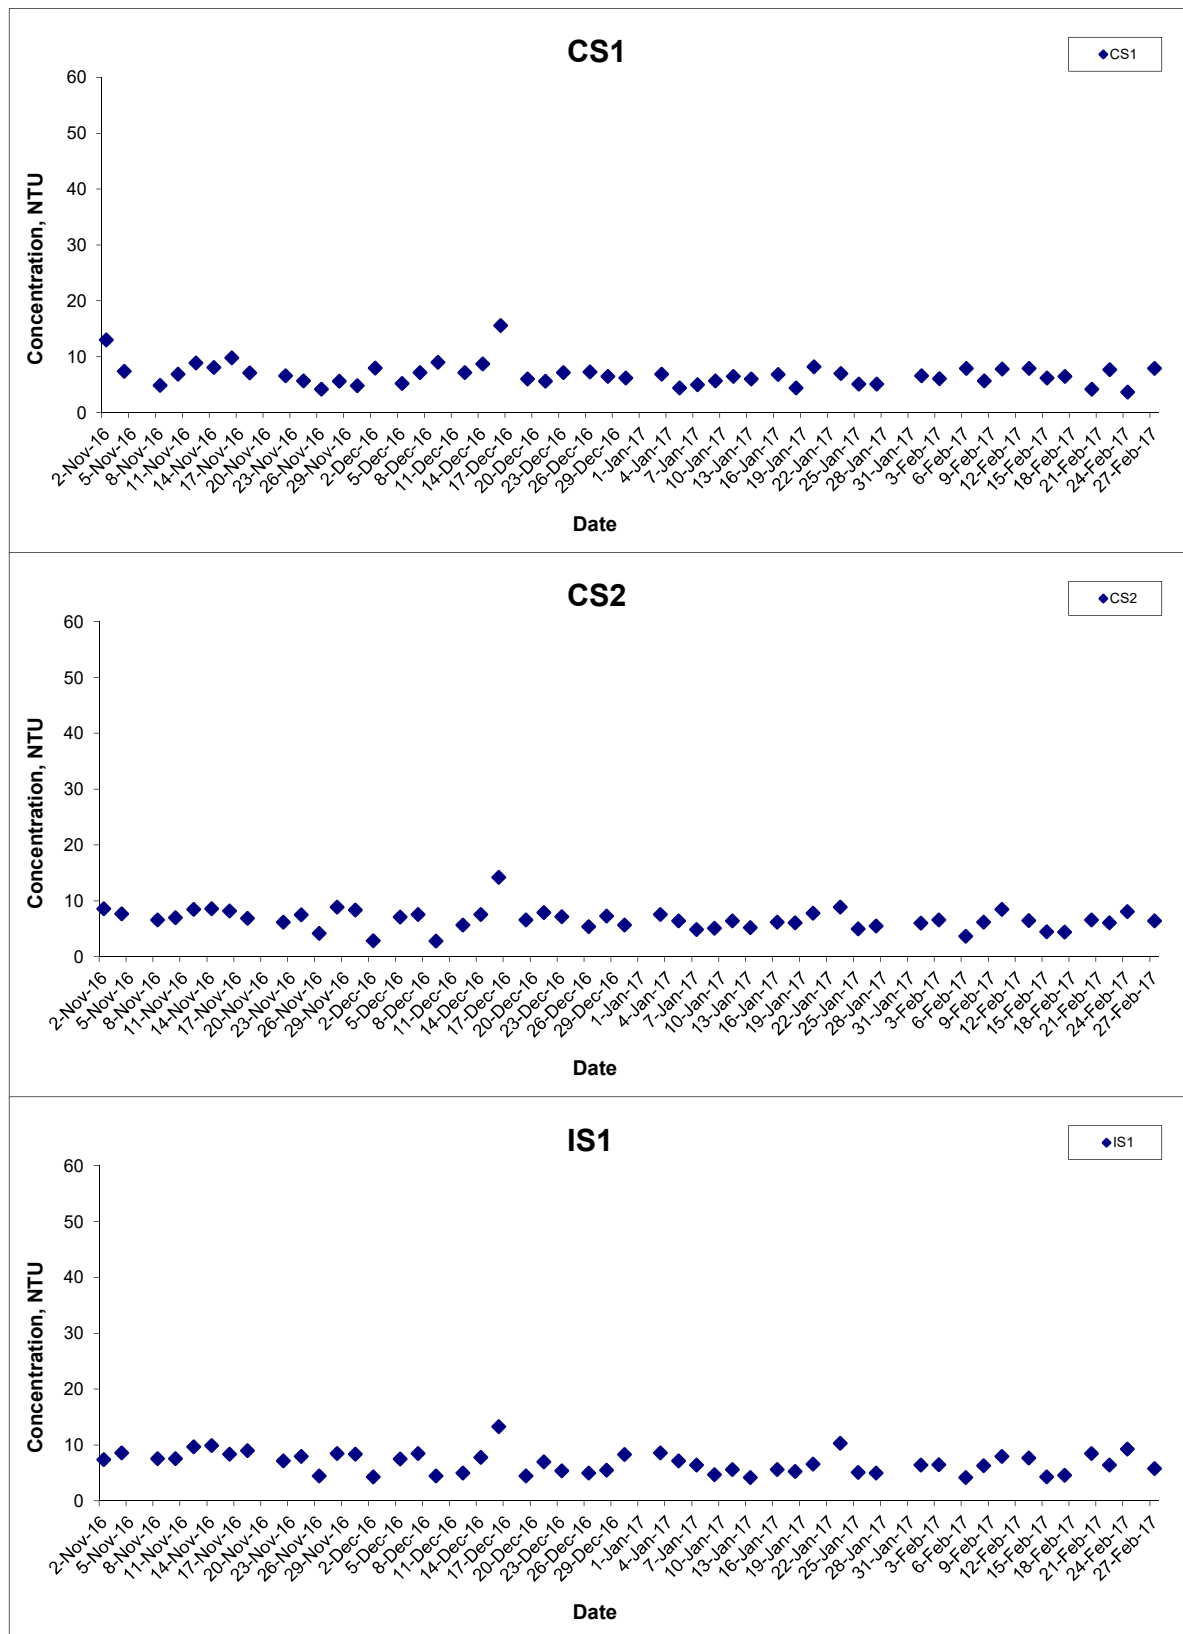 CS1
CS1
60
50
40
30
20
10
0
Concentration, NTU
2-Nov-16
5-Nov-16
8-Nov-16
11-Nov-16
14-Nov-16
17-Nov-16
20-Nov-16
23-Nov-16
26-Nov-16
29-Nov-16
2-Dec-16
5-Dec-16
8-Dec-16
11-Dec-16
14-Dec-16
17-Dec-16
20-Dec-16
23-Dec-16
26-Dec-16
29-Dec-16
1-Jan-17
4-Jan-17
7-Jan-17
10-Jan-17
13-Jan-17
16-Jan-17
19-Jan-17
22-Jan-17
25-Jan-17
28-Jan-17
31-Jan-17
3-Feb-17
6-Feb-17
9-Feb-17
12-Feb-17
15-Feb-17
18-Feb-17
21-Feb-17
24-Feb-17
27-Feb-17
Date
CS2
CS2
60
50
40
30
20
10
0
Concentration, NTU
2-Nov-16
5-Nov-16
8-Nov-16
11-Nov-16
14-Nov-16
17-Nov-16
20-Nov-16
23-Nov-16
26-Nov-16
29-Nov-16
2-Dec-16
5-Dec-16
8-Dec-16
11-Dec-16
14-Dec-16
17-Dec-16
20-Dec-16
23-Dec-16
26-Dec-16
29-Dec-16
1-Jan-17
4-Jan-17
7-Jan-17
10-Jan-17
13-Jan-17
16-Jan-17
19-Jan-17
22-Jan-17
25-Jan-17
28-Jan-17
31-Jan-17
3-Feb-17
6-Feb-17
9-Feb-17
12-Feb-17
15-Feb-17
18-Feb-17
21-Feb-17
24-Feb-17
27-Feb-17
Date
IS1
IS1
60
50
40
30
20
10
0
Concentration, NTU
2-Nov-16
5-Nov-16
8-Nov-16
11-Nov-16
14-Nov-16
17-Nov-16
20-Nov-16
23-Nov-16
26-Nov-16
29-Nov-16
2-Dec-16
5-Dec-16
8-Dec-16
11-Dec-16
14-Dec-16
17-Dec-16
20-Dec-16
23-Dec-16
26-Dec-16
29-Dec-16
1-Jan-17
4-Jan-17
7-Jan-17
10-Jan-17
13-Jan-17
16-Jan-17
19-Jan-17
22-Jan-17
25-Jan-17
28-Jan-17
31-Jan-17
3-Feb-17
6-Feb-17
9-Feb-17
12-Feb-17
15-Feb-17
18-Feb-17
21-Feb-17
24-Feb-17
27-Feb-17
Date